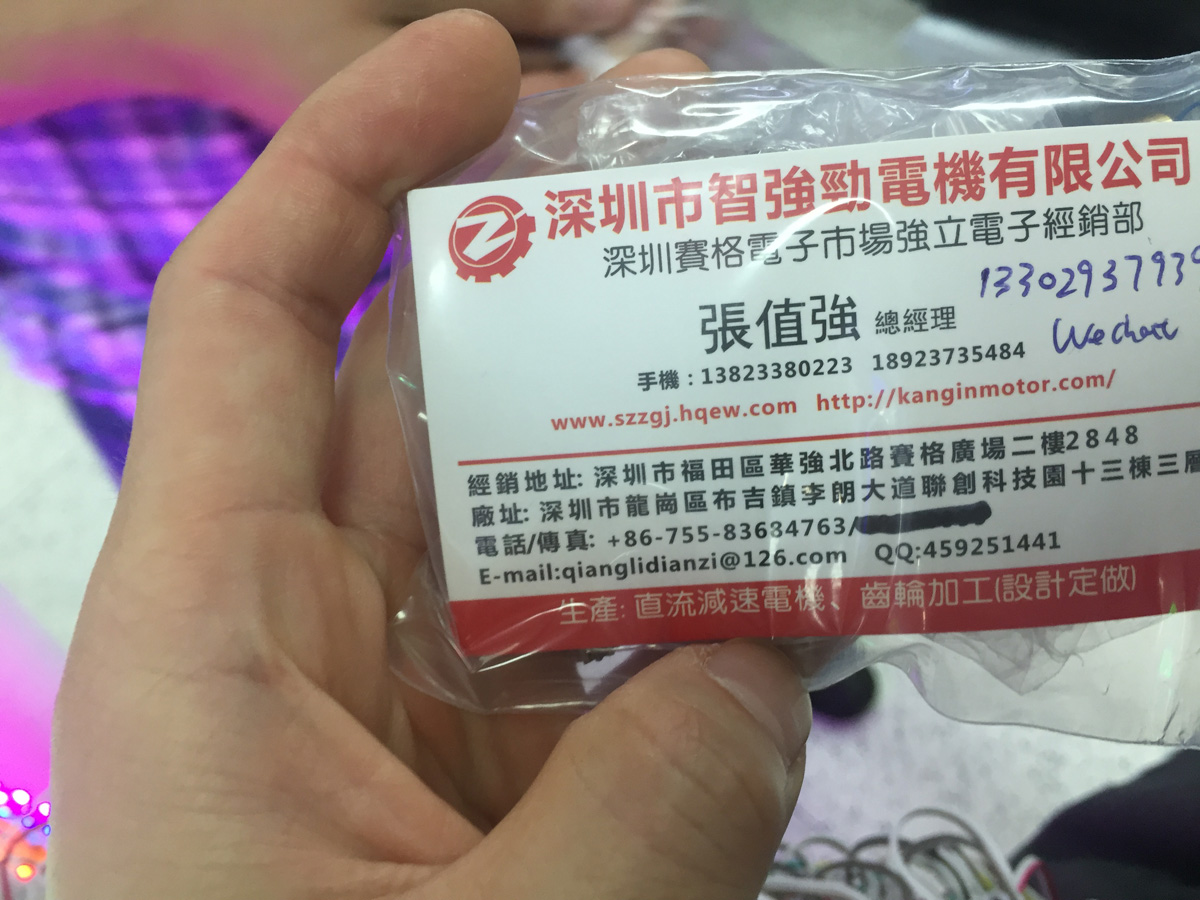 深圳市智強勁電機有限公司
深圳賽格電子市場強立電子經銷部
1330293793
張值強 總經理
Wechat
手機：13823380223 18923735484
www.szzgj.hqew.com http://kanginmotor.com/
經銷地址: 深圳市福田區華強北路賽格廣場二樓2848
廠址: 深圳市龍崗區布吉鎮李朗大道聯創科技園十三棟三層
電話/傳真: +86-755-83684763/
E-mail:qianglidianzi@126.com QQ:459251441
生產: 直流減速電機、齒輪加工(設計定做)